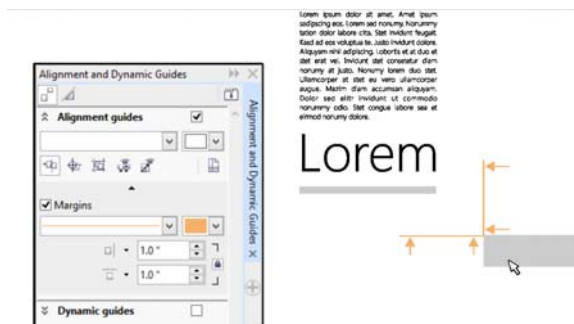 Lorem ipsum dolor sit amet, Amet ipsum
sadipscing eos. Lorem sed nonumy. Nonummy
tation dolor labore clita. Stet invidunt feugait.
Kasd ad eos voluptua te. Justo invidunt dolore.
Aliquyam nihil adipiscing. Lobortis et at duo et
stet erat vel. Invidunt stet consetetur diam
nonumy at justo. Nonumy lorem duo stet.
Ullamcorper at stet eu vero ullamcorper
augue. Mazim diam accumsan aliquyam.
Dolor sed elitr invidunt ut commodo
nonummy odio. Stet congue labore sea et
eirmod nonumy dolore.
Lorem
Alignment and Dynamic Guides
Alignment guides
Margins
1.0 "
1.0 "
Dynamic guides
Alignment and Dynamic Guides